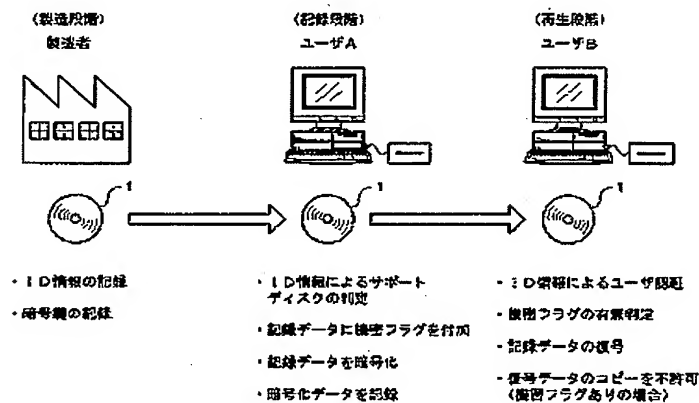 (製造段階)
製造者
(記録段階)
ユーザA
(再生段階)
ユーザB
1
1
1
・ID情報の記録
・暗号鍵の記録
・ID情報によるサポート
ディスクの判定
・記録データに機密フラグを付加
・記録データを暗号化
・暗号化データを記録
・ID情報によるユーザ認証
・機密フラグの有無判定
・記録データの復号
・復号データのコピーを不許可
(機密フラグありの場合)